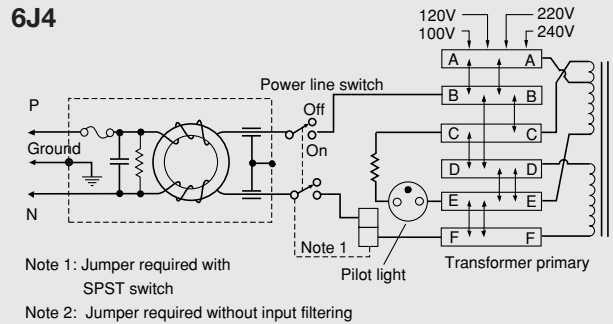 6J4
120V
220V
100V
240V
A A
Power line switch
Off
B B
P
C C
Ground
On
D D
E E
N
Note 1
F F
Pilot light
Transformer primary
Note 1: Jumper required with
SPST switch
Note 2: Jumper required without input filtering